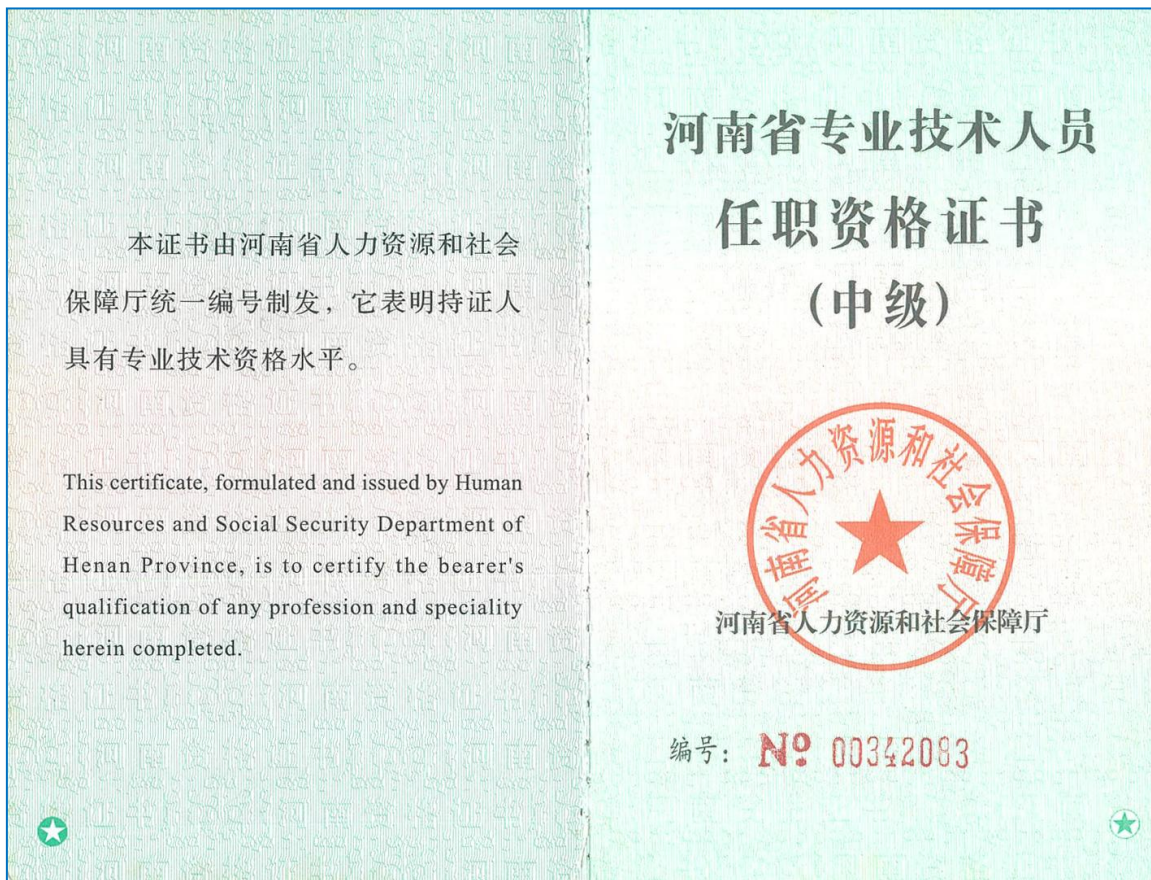 本证书由河南省人力资源和社会
保障厅统一编号制发，它表明持证人
具有专业技术资格水平。
This certificate, formulated and issued by Human
Resources and Social Security Department of
Henan Province, is to certify the bearer's
qualification of any profession and speciality
herein completed.
河南省专业技术人员
任职资格证书
(中级)
河南省人力资源和社会保障厅
河南省人力资源和社会保障厅
编号: № 00342083